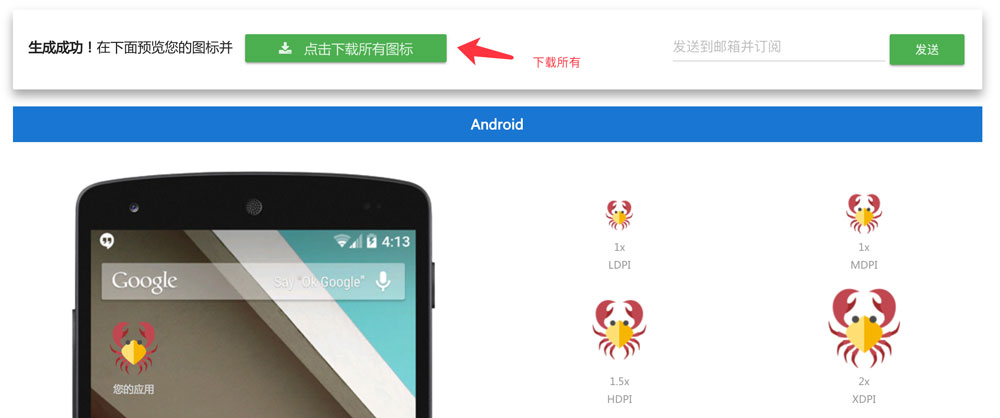 生成成功！在下面预览您的图标并
点击下载所有图标
下载所有
发送到邮箱并订阅
发送
Android
4:13
Google
Say "Ok Google"
您的应用
1x
LDPI
1x
MDPI
1.5x
HDPI
2x
XDPI